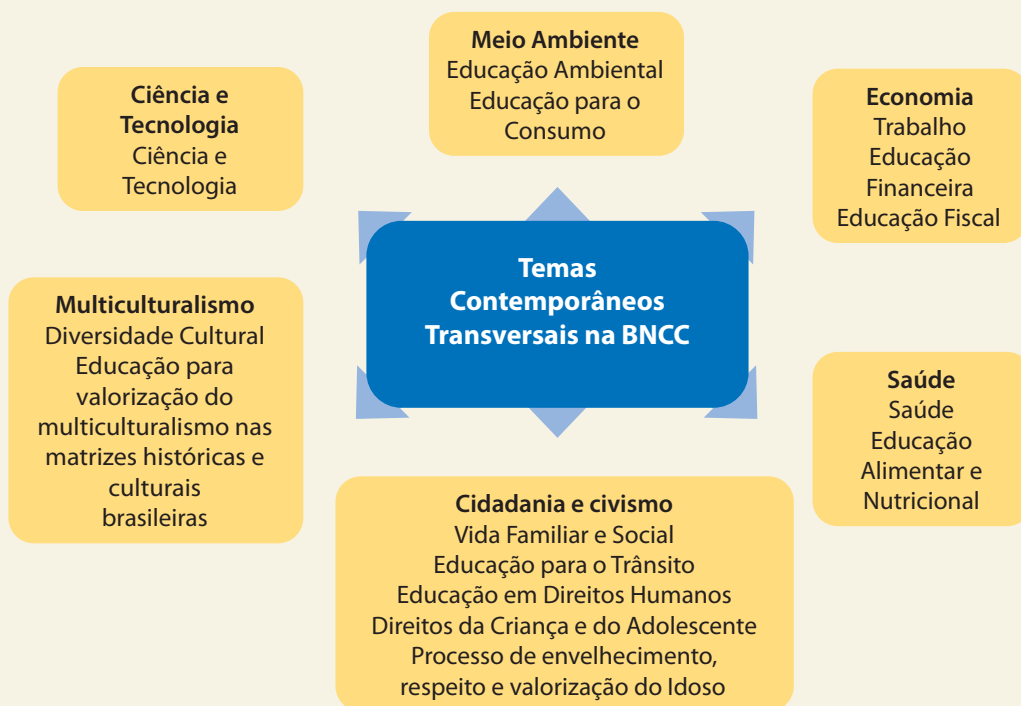 Meio Ambiente
Educação Ambiental
Educação para o
Consumo
Ciência e
Tecnologia
Ciência e
Tecnologia
Economia
Trabalho
Educação
Financeira
Educação Fiscal
Temas
Contemporâneos
Transversais na BNCC
Multiculturalismo
Diversidade Cultural
Educação para
valorização do
multiculturalismo nas
matrizes históricas e
culturais
brasileiras
Saúde
Saúde
Educação
Alimentar e
Nutricional
Cidadania e civismo
Vida Familiar e Social
Educação para o Trânsito
Educação em Direitos Humanos
Direitos da Criança e do Adolescente
Processo de envelhecimento,
respeito e valorização do Idoso